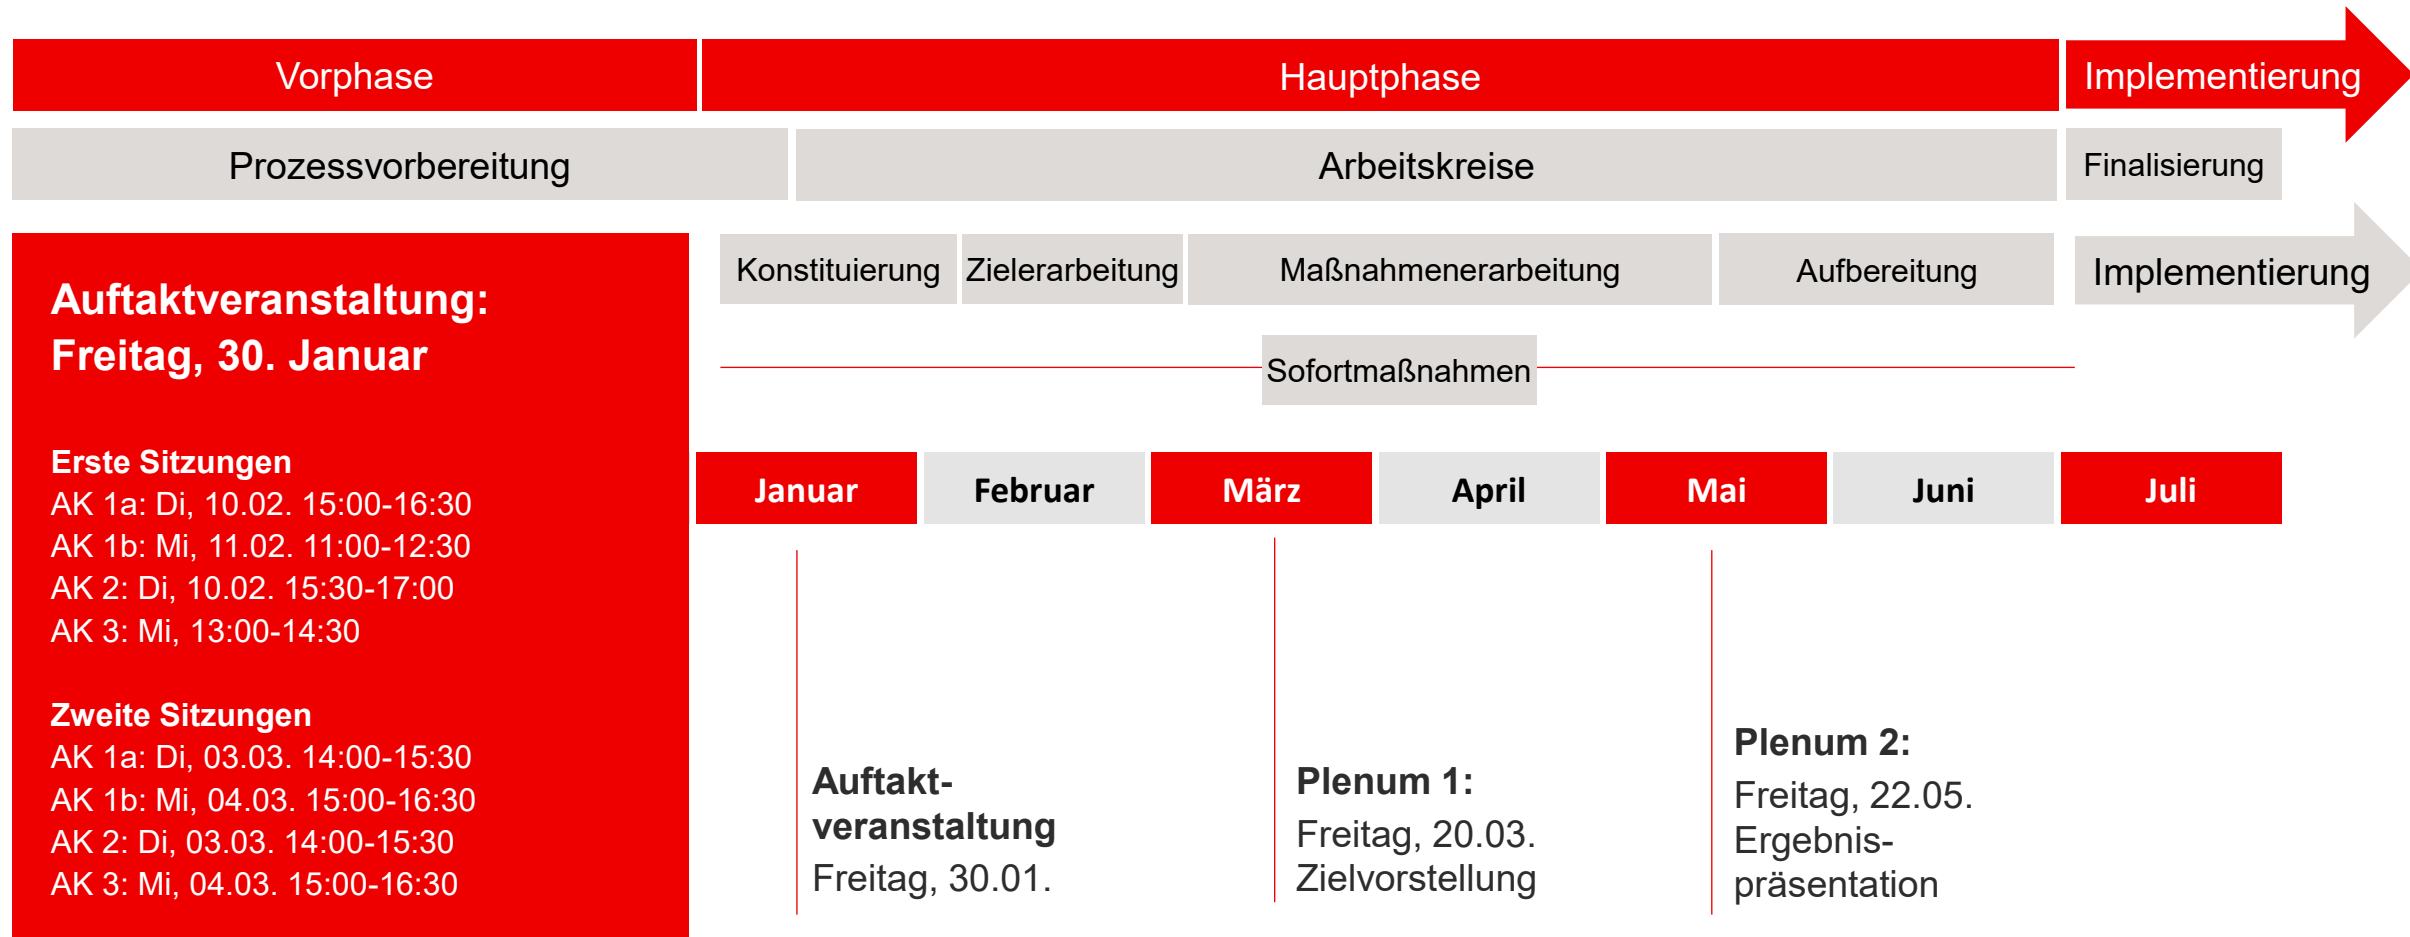 Vorphase
Hauptphase
Implementierung
Prozessvorbereitung
Arbeitskreise
Finalisierung
Konstituierung
Zielerarbeitung
Maßnahmenerarbeitung
Aufbereitung
Implementierung
Sofortmaßnahmen
Auftaktveranstaltung:
Freitag, 30. Januar
Erste Sitzungen
AK 1a: Di, 10.02. 15:00-16:30
AK 1b: Mi, 11.02. 11:00-12:30
AK 2: Di, 10.02. 15:30-17:00
AK 3: Mi, 13:00-14:30
Zweite Sitzungen
AK 1a: Di, 03.03. 14:00-15:30
AK 1b: Mi, 04.03. 15:00-16:30
AK 2: Di, 03.03. 14:00-15:30
AK 3: Mi, 04.03. 15:00-16:30
Januar
Februar
März
April
Mai
Juni
Juli
Auftakt-
veranstaltung
Freitag, 30.01.
Plenum 1:
Freitag, 20.03.
Zielvorstellung
Plenum 2:
Freitag, 22.05.
Ergebnis-
präsentation